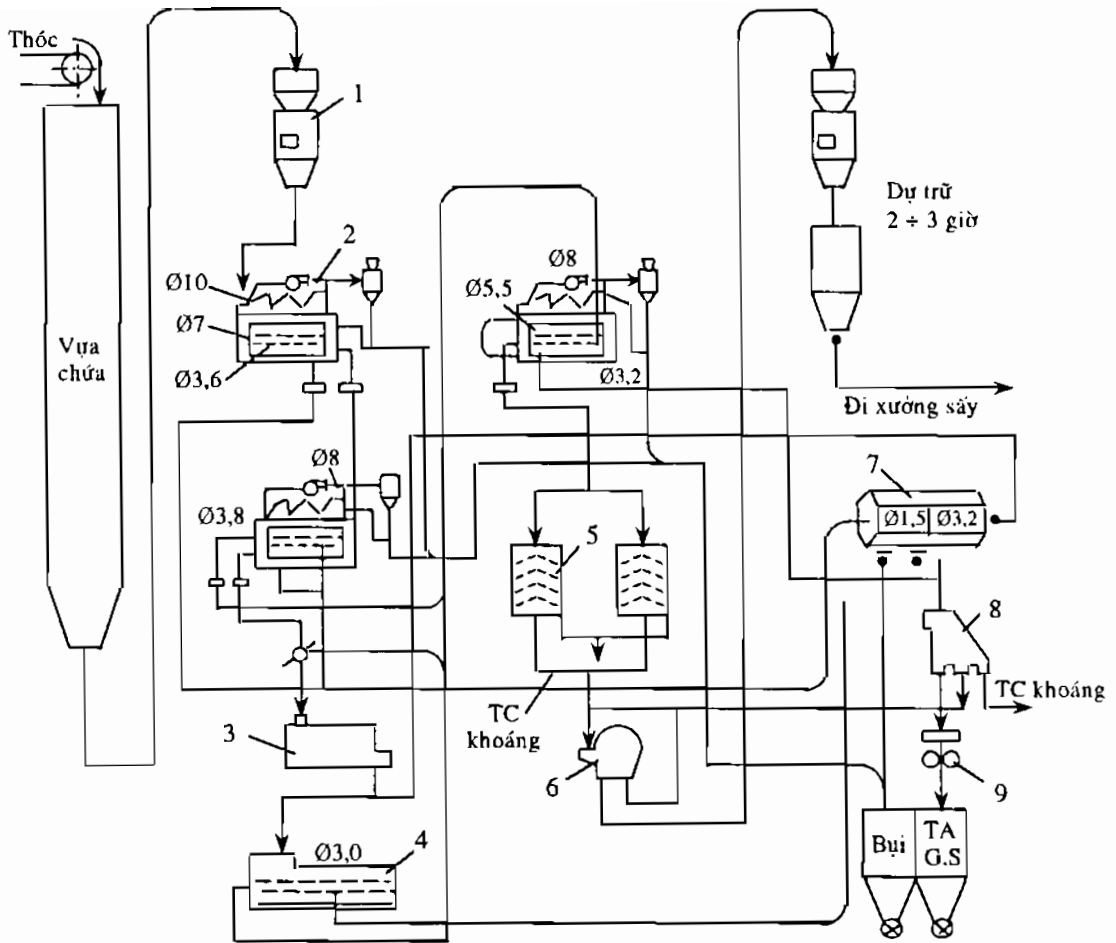 Thóc
1
Dự trữ
2 ÷ 3 giờ
2
Ø10
Ø7
Ø3,6
Ø8
Ø5,5
Ø3,2
Vựa
chứa
Đi xưởng sấy
Ø8
Ø3,8
7
Ø1,5
Ø3,2
5
8
TC khoáng
TC
khoáng
3
6
9
4
Ø3,0
Bụi
TA
G.S